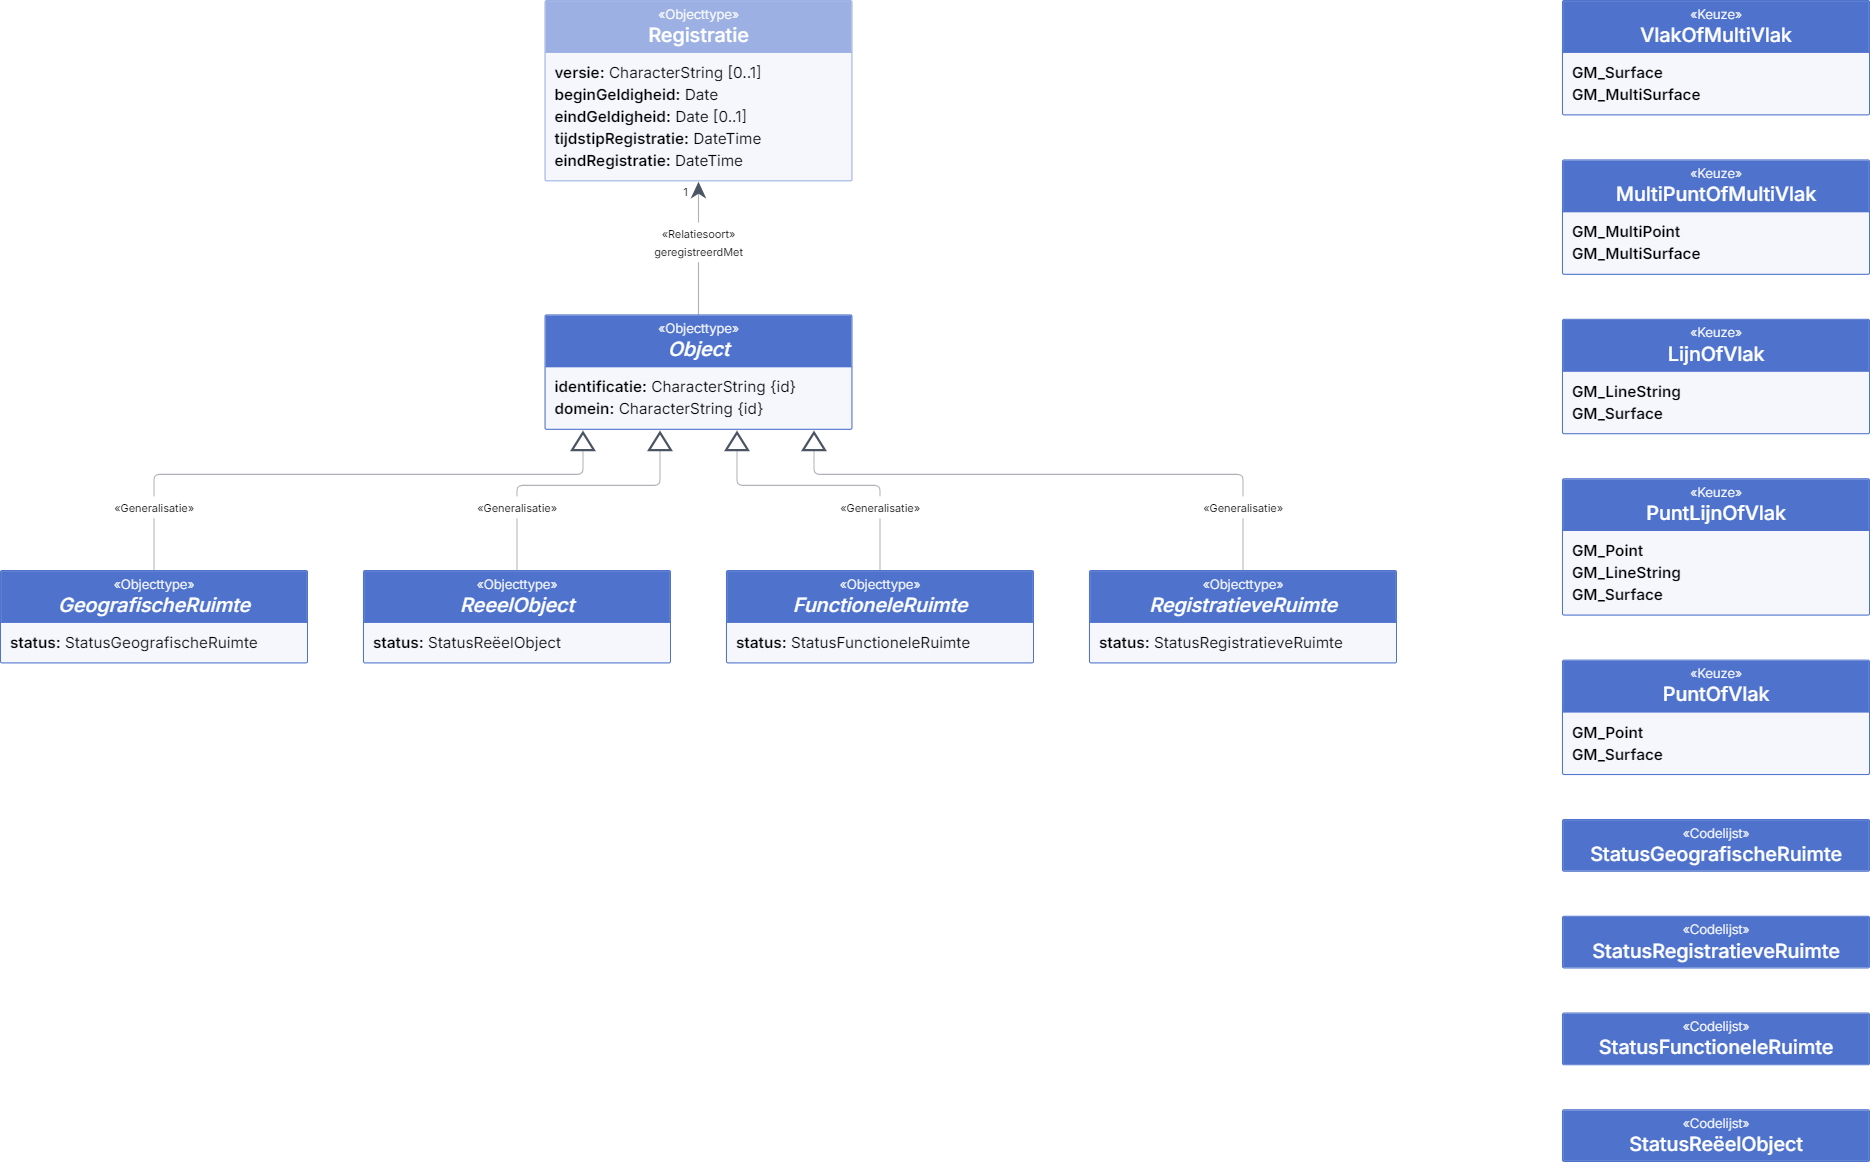 «Objecttype»
Registratie
versie: CharacterString [0..1]
beginGeldigheid: Date
eindGeldigheid: Date [0..1]
tijdstipRegistratie: DateTime
eindRegistratie: DateTime
1
«Relatiesoort»
geregistreerdMet
«Objecttype»
Object
identificatie: CharacterString {id}
domein: CharacterString {id}
«Generalisatie»
«Generalisatie»
«Generalisatie»
«Generalisatie»
«Objecttype»
GeografischeRuimte
status: StatusGeografischeRuimte
«Objecttype»
ReeelObject
status: StatusReëelObject
«Objecttype»
FunctioneleRuimte
status: StatusFunctioneleRuimte
«Objecttype»
RegistratieveRuimte
status: StatusRegistratieveRuimte
«Keuze»
VlakOfMultiVlak
GM_Surface
GM_MultiSurface
«Keuze»
MultiPuntOfMultiVlak
GM_MultiPoint
GM_MultiSurface
«Keuze»
LijnOfVlak
GM_LineString
GM_Surface
«Keuze»
PuntLijnOfVlak
GM_Point
GM_LineString
GM_Surface
«Keuze»
PuntOfVlak
GM_Point
GM_Surface
«Codelijst»
StatusGeografischeRuimte
«Codelijst»
StatusRegistratieveRuimte
«Codelijst»
StatusFunctioneleRuimte
«Codelijst»
StatusReëelObject